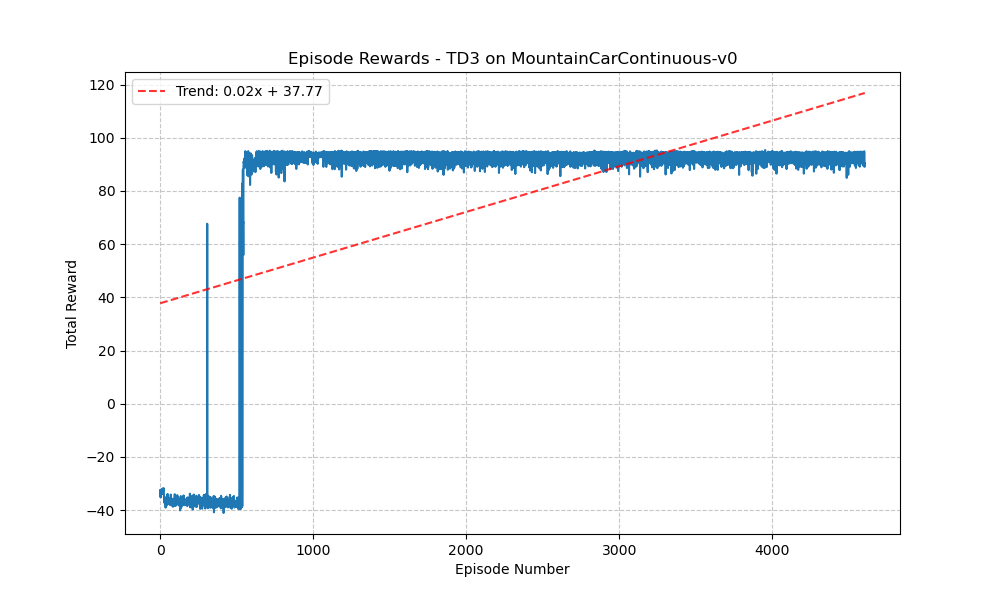 Episode Rewards - TD3 on MountainCarContinuous-v0
Trend: 0.02x + 37.77
Total Reward
120
100
80
60
40
20
0
−20
−40
0 1000 2000 3000 4000
Episode Number